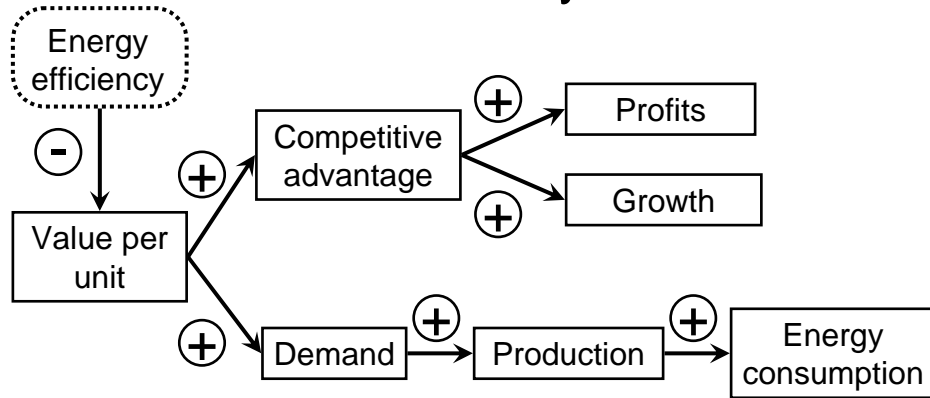 Energy
efficiency
-
+
Competitive
advantage
+
Profits
+
Growth
Value per
unit
+
Demand
+
Production
+
Energy
consumption